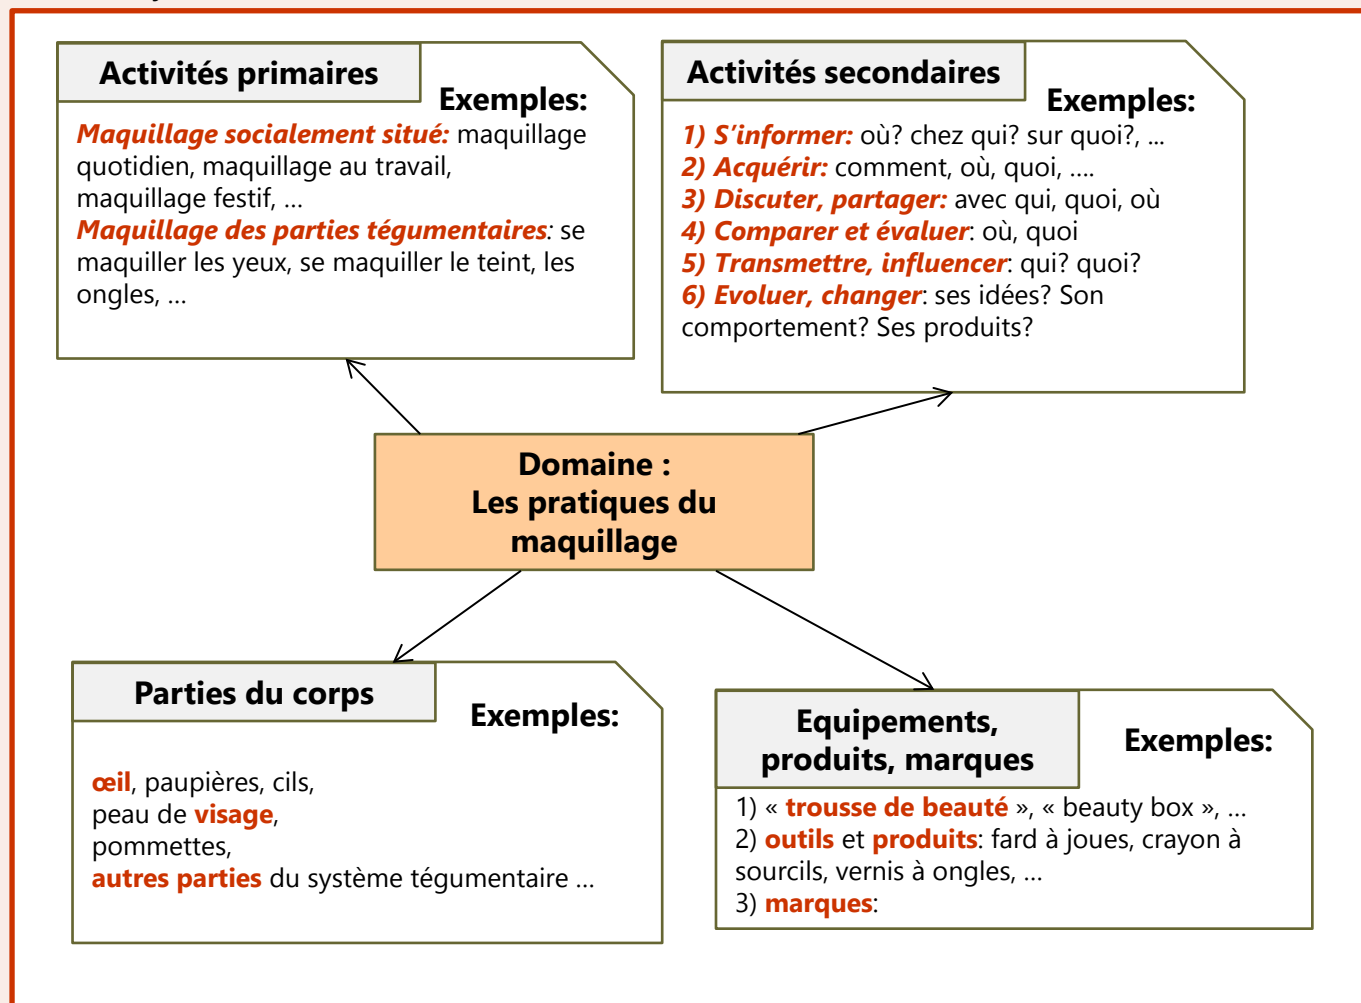 Activités primaires
Exemples:
Maquillage socialement situé: maquillage
quotidien, maquillage au travail,
maquillage festif, ...
Maquillage des parties tégumentaires: se
maquiller les yeux, se maquiller le teint, les
ongles, ...
Activités secondaires
Exemples:
1) S'informer: où? chez qui? sur quoi?, ...
2) Acquérir: comment, où, quoi, ....
3) Discuter, partager: avec qui, quoi, où
4) Comparer et évaluer: où, quoi
5) Transmettre, influencer: qui? quoi?
6) Evoluer, changer: ses idées? Son
comportement? Ses produits?
Domaine :
Les pratiques du
maquillage
Parties du corps
Exemples:
œil, paupières, cils,
peau de visage,
pommettes,
autres parties du système tégumentaire ...
Equipements,
produits, marques
Exemples:
1) « trousse de beauté », « beauty box », ...
2) outils et produits: fard à joues, crayon à
sourcils, vernis à ongles, ...
3) marques: